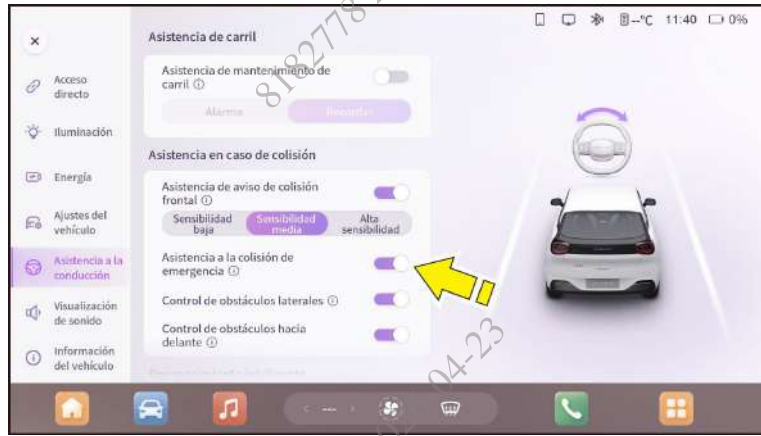 --°C 11:40 0%
Asistencia de carril
Asistencia de mantenimiento de
carril
Alarma
Acceso
directo
Iluminación
Energía
Ajustes del
vehículo
Asistencia a la
conducción
Visualización
de sonido
Información
del vehículo
Asistencia en caso de colisión
Asistencia de aviso de colisión
frontal
Sensibilidad
baja
Sensibilidad
media
Alta
sensibilidad
Asistencia a la colisión de
emergencia
Control de obstáculos laterales
Control de obstáculos hacia
delante
< --- >
8182778
04-23